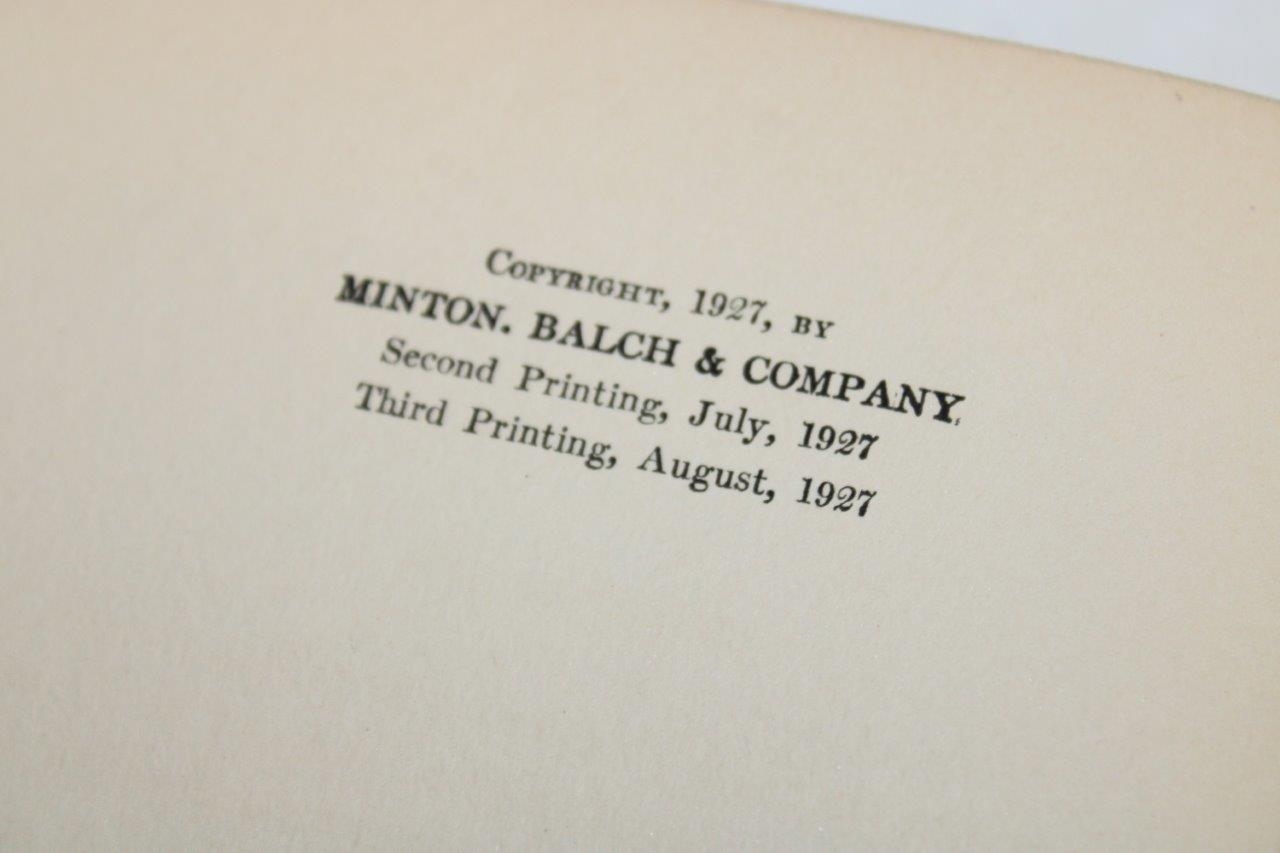 COPYRIGHT, 1927, BY
MINTON. BALCH & COMPANY
Second Printing, July, 1927
Third Printing, August, 1927